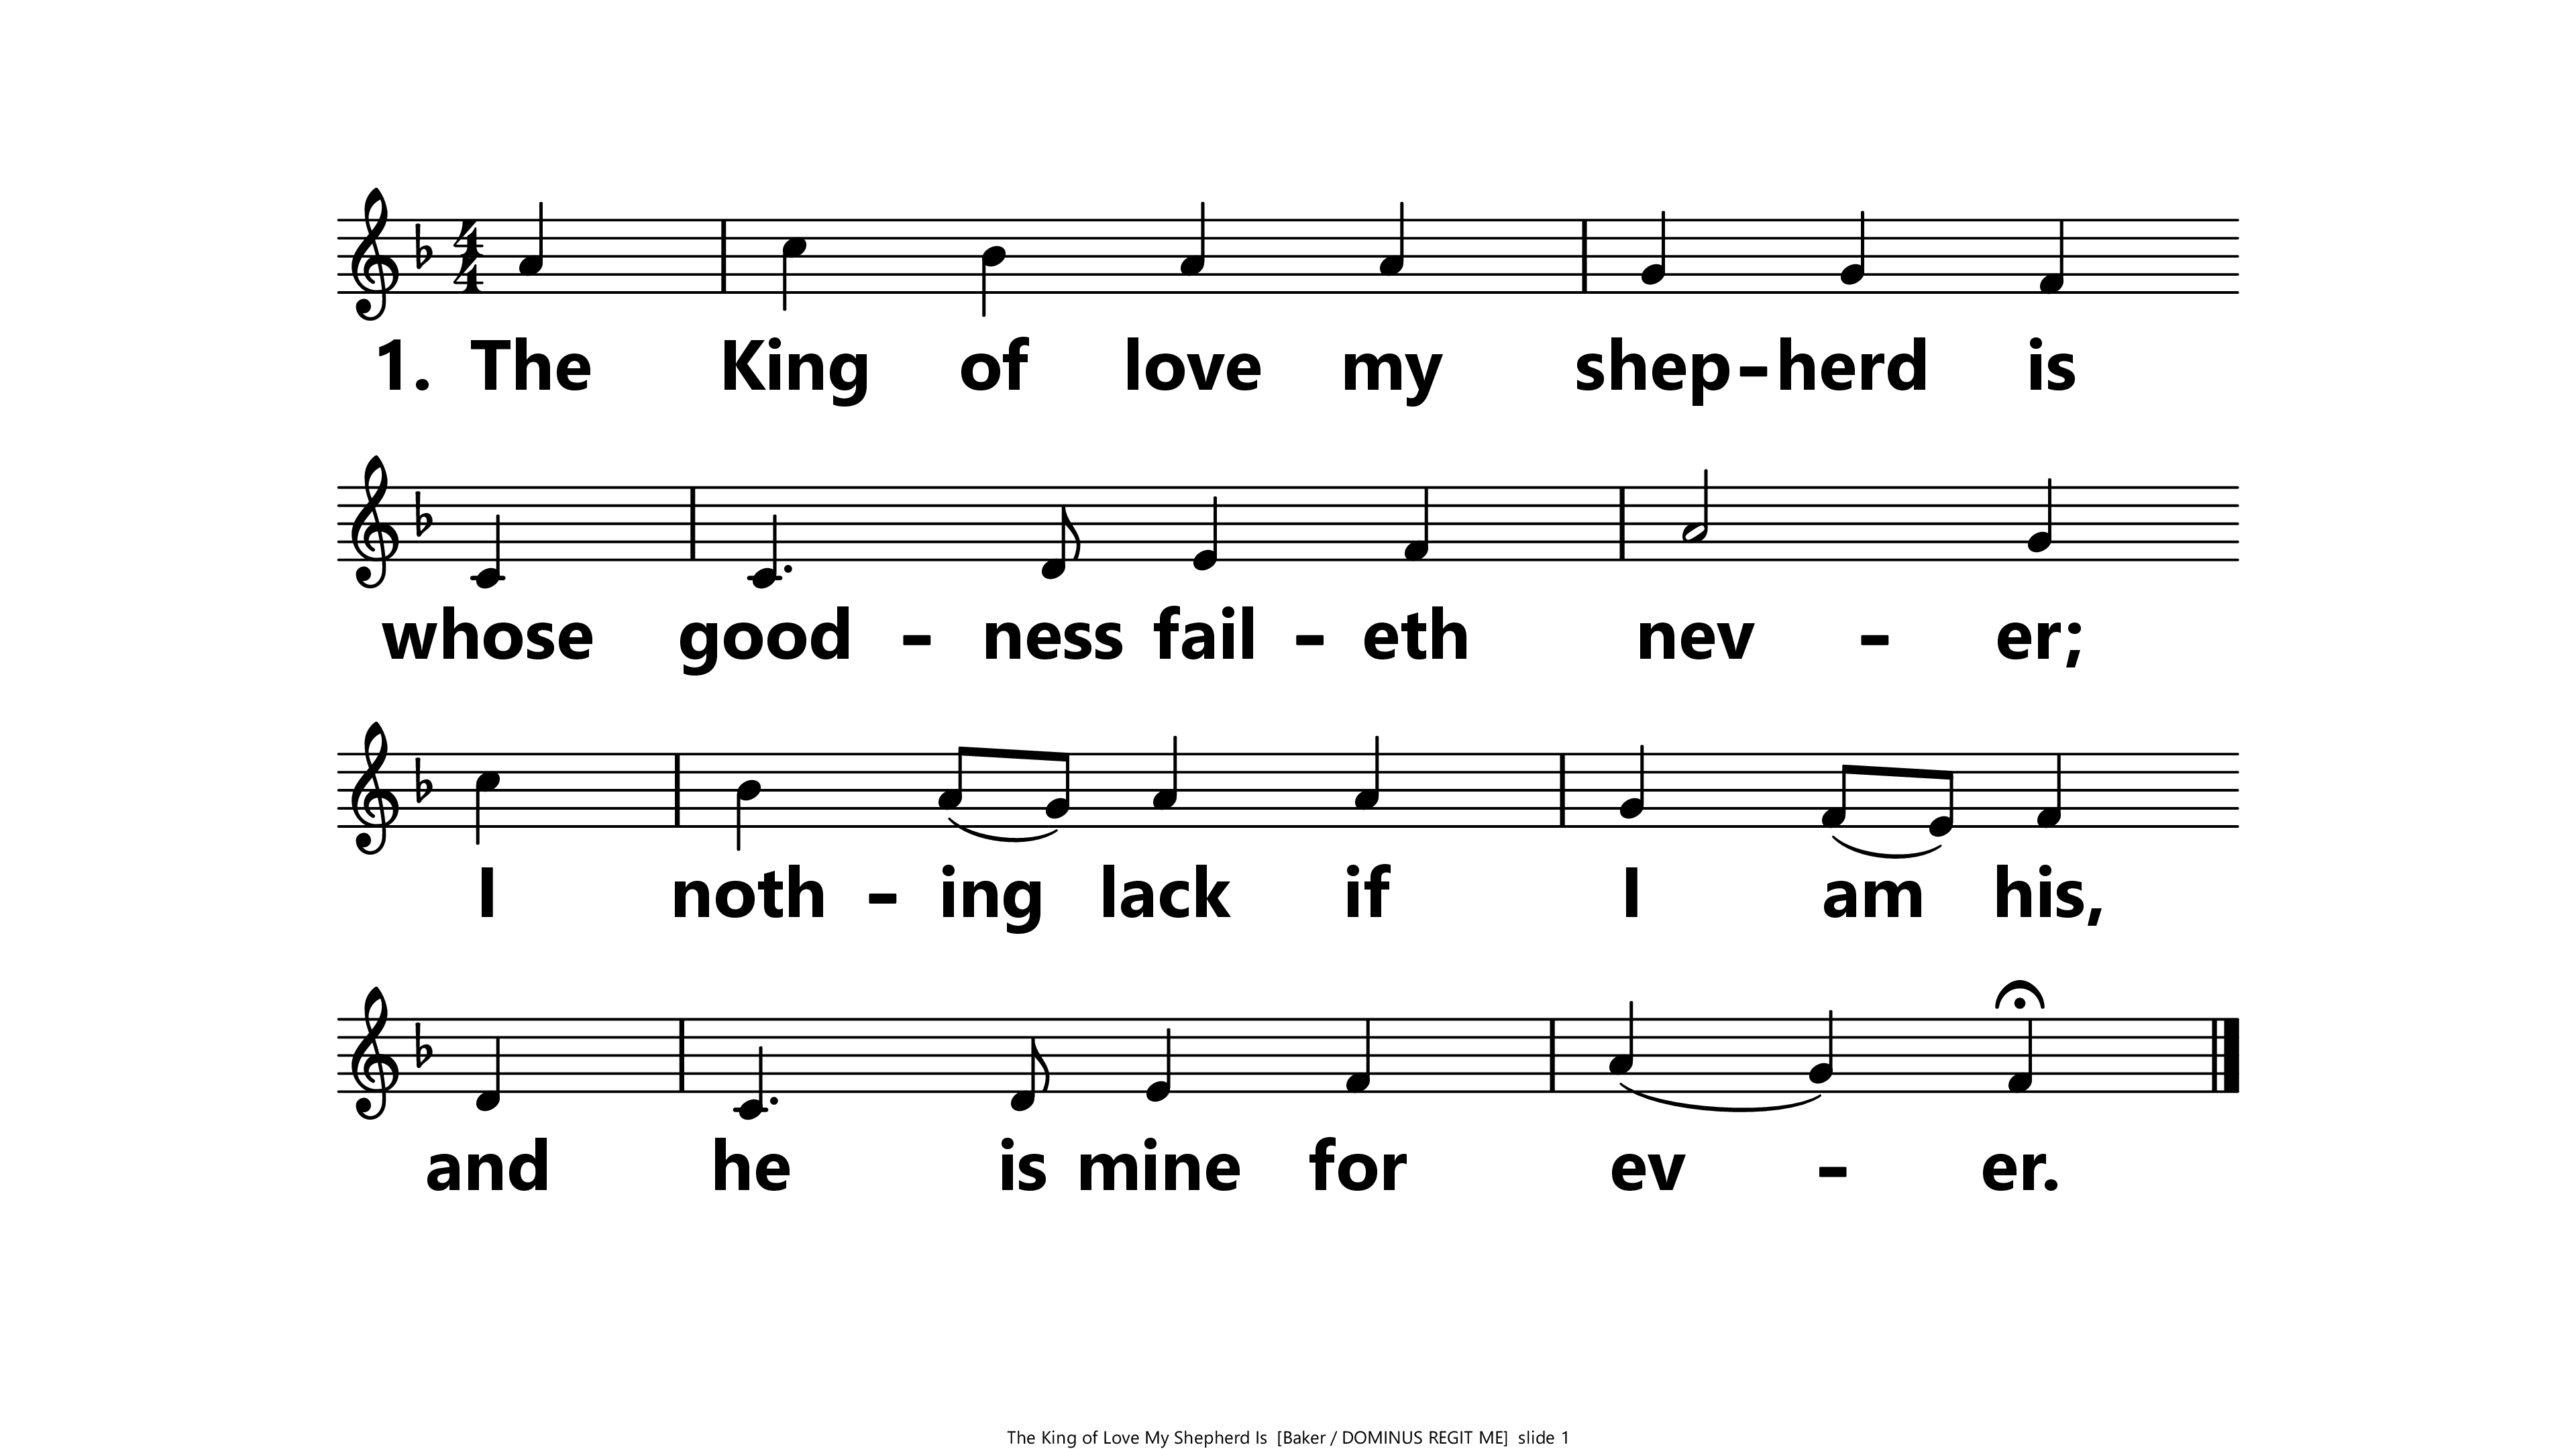 1. The King of love my shep-herd is
whose good - ness fail - eth nev - er;
I noth - ing lack if I am his,
and he is mine for ev - er.
The King of Love My Shepherd Is [Baker / DOMINUS REGIT ME] slide 1